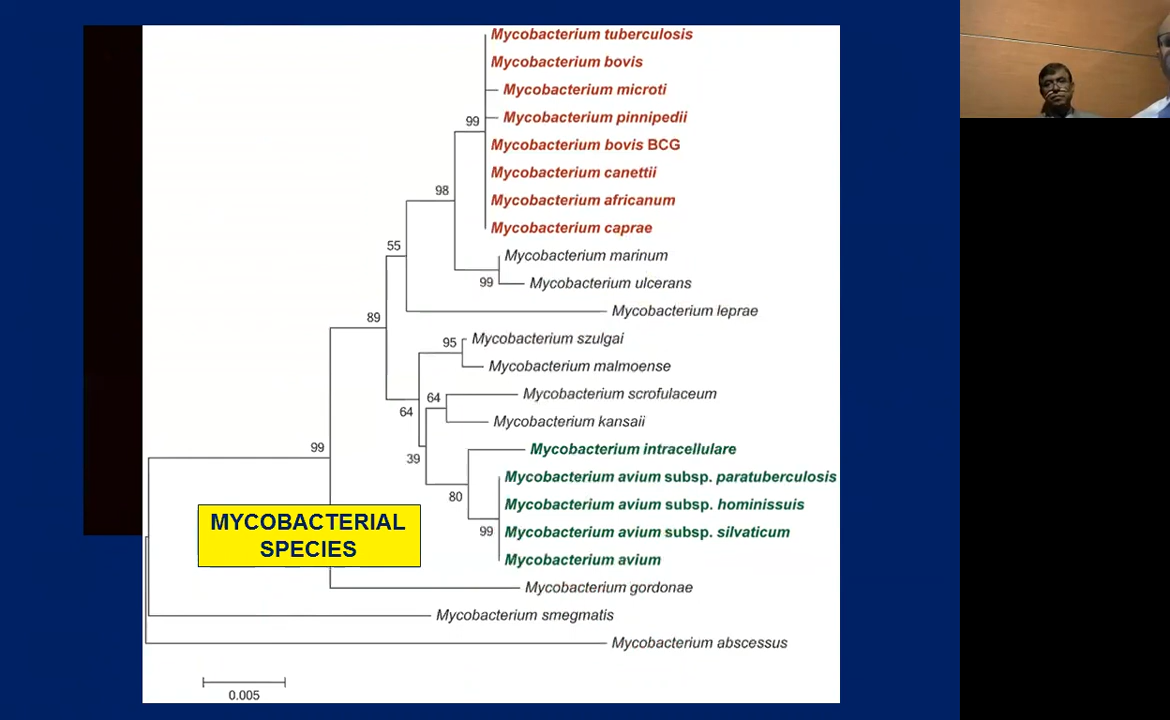 Mycobacterium tuberculosis
Mycobacterium bovis
Mycobacterium microti
99
Mycobacterium pinnipedii
Mycobacterium bovis BCG
Mycobacterium canettii
98
Mycobacterium africanum
Mycobacterium caprae
55
Mycobacterium marinum
99
Mycobacterium ulcerans
Mycobacterium leprae
89
95
Mycobacterium szulgai
Mycobacterium malmoense
64
Mycobacterium scrofulaceum
64
Mycobacterium kansaii
99
Mycobacterium intracellulare
39
Mycobacterium avium subsp. paratuberculosis
80
Mycobacterium avium subsp. hominissuis
99
Mycobacterium avium subsp. silvaticum
Mycobacterium avium
MYCOBACTERIAL
SPECIES
Mycobacterium gordonae
Mycobacterium smegmatis
Mycobacterium abscessus
0.005